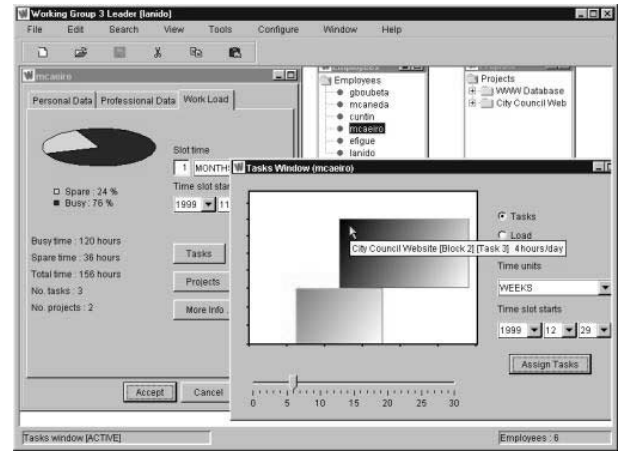 Working Group 3 Leader [lanido]
File Edit Search View Tools Configure Window Help
mcaeiro
Personal Data Professional Data Work Load
Slot time
1 MONTH
Time slot star
1999 11
Spare : 24 %
Busy : 76 %
Busy time : 120 hours
Spare time : 36 hours
Total time : 156 hours
No. tasks : 3
No. projects : 2
Tasks
Projects
More Info .
Accept Cancel
Employees
gboubeta
mcaneda
cuntin
mcaeiro
efigue
lanido
Projects
WWW Database
City Council Web
Tasks Window (mcaeiro)
City Council Website [Block 2] [Task 3] 4 hours/day
Tasks
Load
Time units
WEEKS
Time slot starts
1999 12 29
Assign Tasks
0 5 10 15 20 25 30
Tasks window [ACTIVE]
Employees : 6